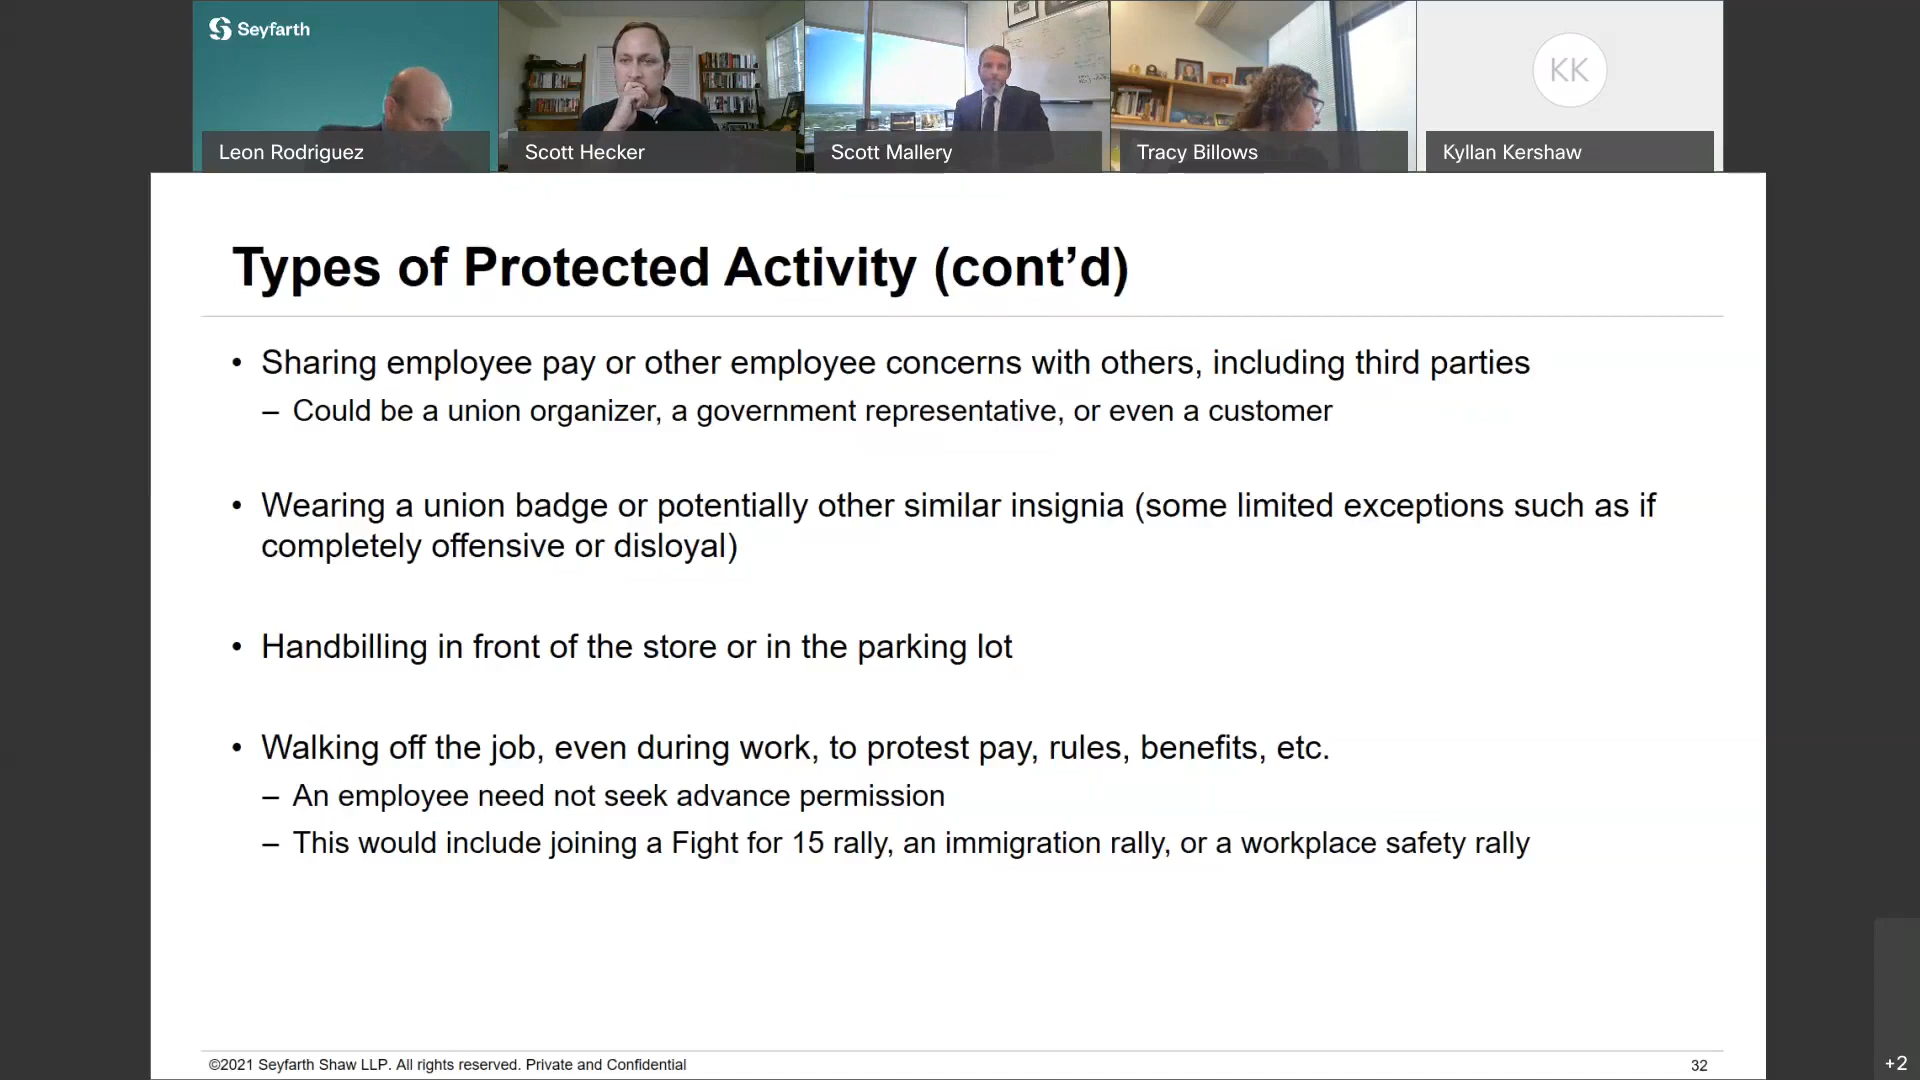 Seyfarth
Leon Rodriguez
Scott Hecker
Scott Mallery
Tracy Billows
KK
Kyllan Kershaw
Types of Protected Activity (cont’d)
• Sharing employee pay or other employee concerns with others, including third parties
– Could be a union organizer, a government representative, or even a customer
• Wearing a union badge or potentially other similar insignia (some limited exceptions such as if
completely offensive or disloyal)
• Handbilling in front of the store or in the parking lot
• Walking off the job, even during work, to protest pay, rules, benefits, etc.
– An employee need not seek advance permission
– This would include joining a Fight for 15 rally, an immigration rally, or a workplace safety rally
©2021 Seyfarth Shaw LLP. All rights reserved. Private and Confidential
32
+2